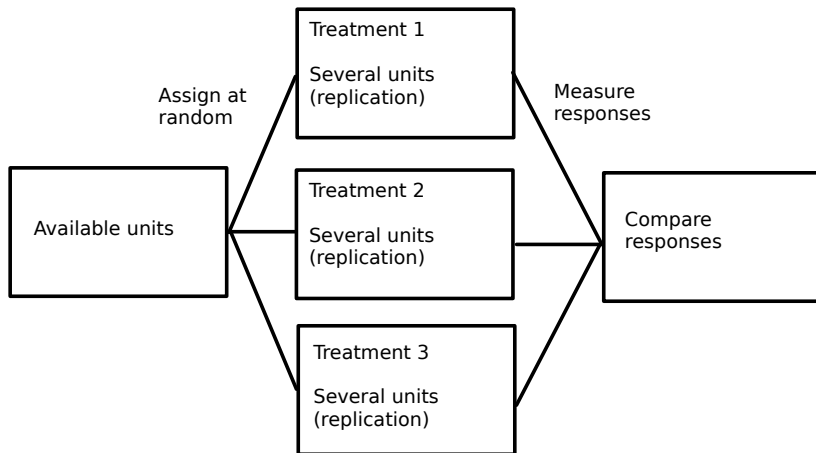 Available units
Assign at
random
Treatment 1
Several units
(replication)
Treatment 2
Several units
(replication)
Treatment 3
Several units
(replication)
Measure
responses
Compare
responses